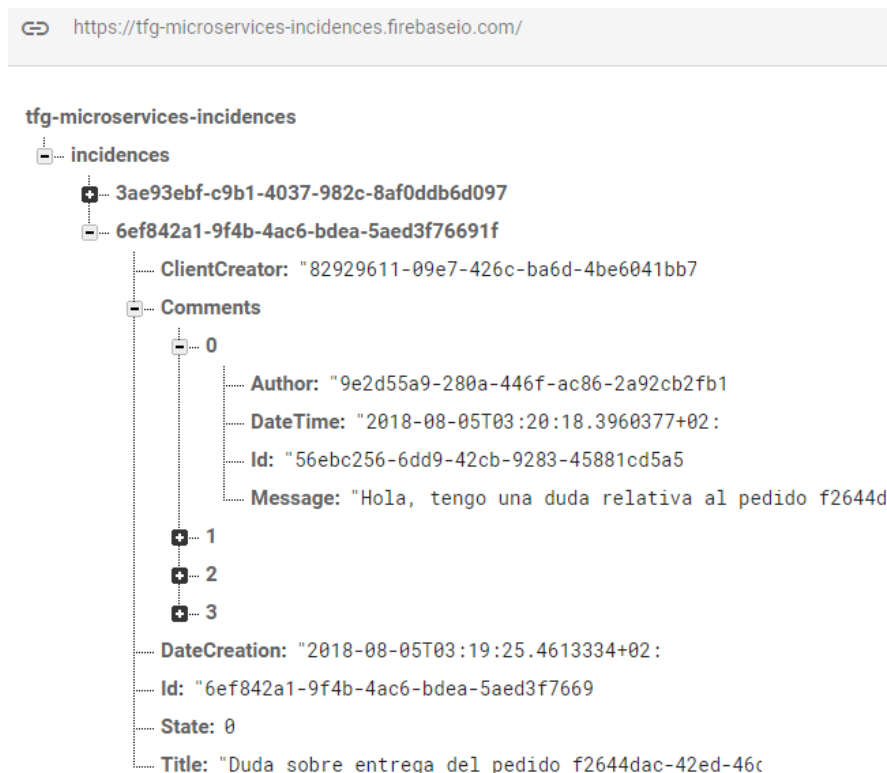 https://tfg-microservices-incidences.firebaseio.com/
tfg-microservices-incidences
incidences
3ae93ebf-c9b1-4037-982c-8af0ddb6d097
6ef842a1-9f4b-4ac6-bdea-5aed3f76691f
ClientCreator: "82929611-09e7-426c-ba6d-4be6041bb7
Comments
0
Author: "9e2d55a9-280a-446f-ac86-2a92cb2fb1
DateTime: "2018-08-05T03:20:18.3960377+02:
Id: "56ebc256-6dd9-42cb-9283-45881cd5a5
Message: "Hola, tengo una duda relativa al pedido f2644d
1
2
3
DateCreation: "2018-08-05T03:19:25.4613334+02:
Id: "6ef842a1-9f4b-4ac6-bdea-5aed3f7669
State: 0
Title: "Duda sobre entrega del pedido f2644dac-42ed-46c